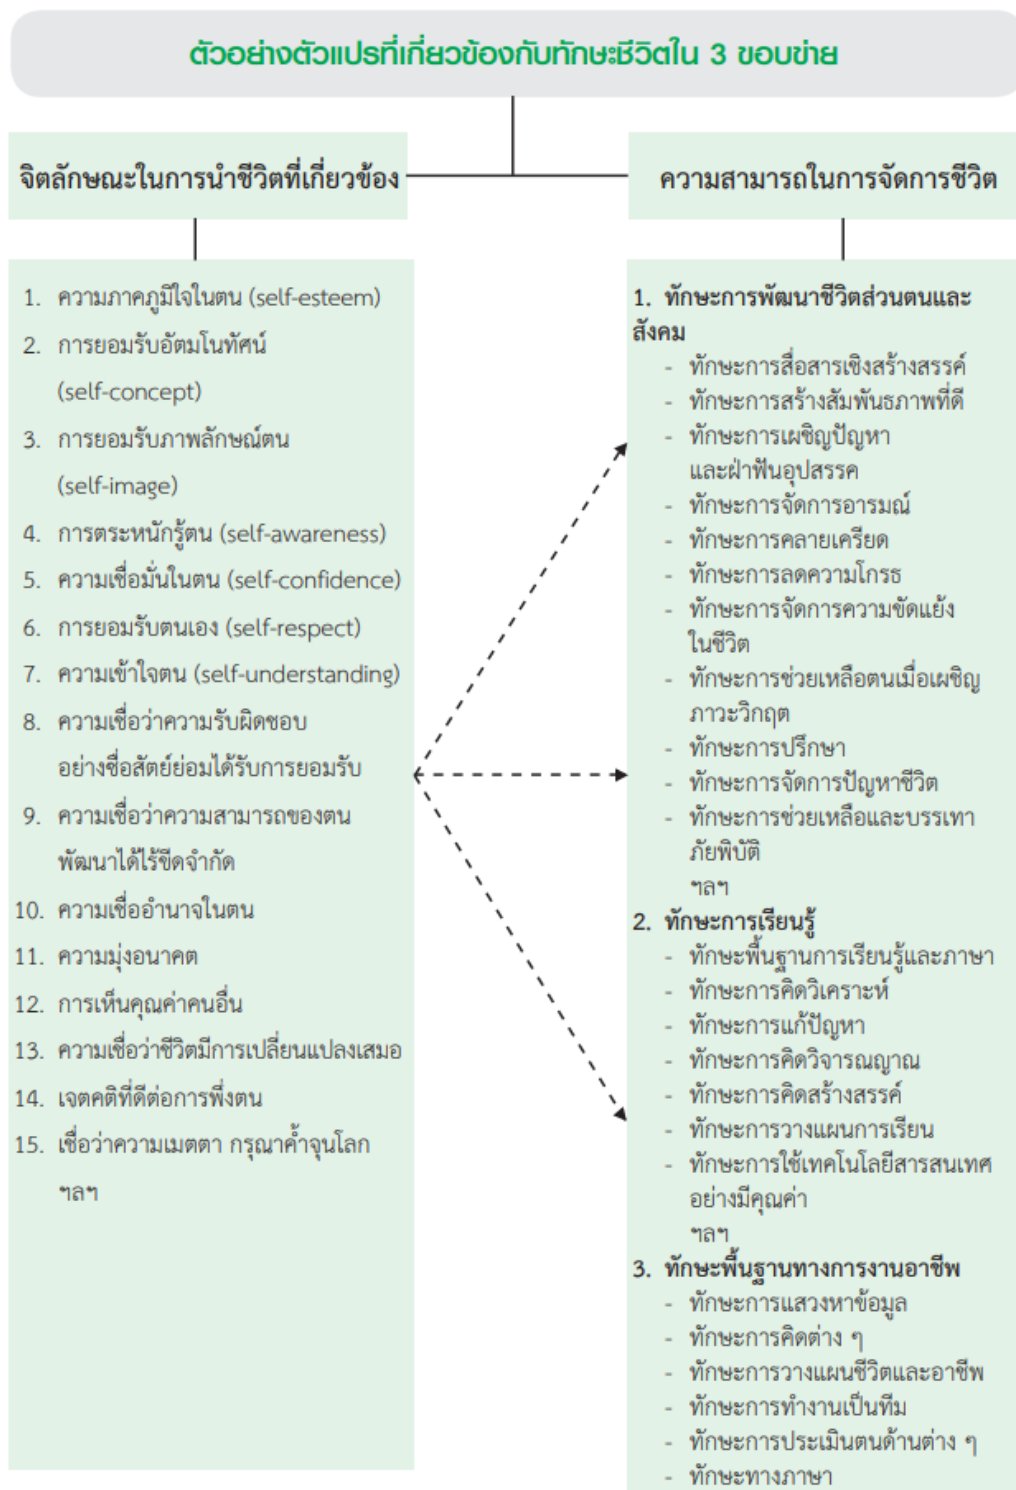 ตัวอย่างตัวแปรที่เกี่ยวข้องกับทักษะชีวิตใน 3 ขอบข่าย
จิตลักษณะในการนำชีวิตที่เกี่ยวข้อง
1. ความภาคภูมิใจในตน (self-esteem)
2. การยอมรับอัตมโนทัศน์
(self-concept)
3. การยอมรับภาพลักษณ์ตน
(self-image)
4. การตระหนักรู้ตน (self-awareness)
5. ความเชื่อมั่นในตน (self-confidence)
6. การยอมรับตนเอง (self-respect)
7. ความเข้าใจตน (self-understanding)
8. ความเชื่อว่าความรับผิดชอบ
อย่างซื่อสัตย์ย่อมได้รับการยอมรับ
9. ความเชื่อว่าความสามารถของตน
พัฒนาได้ไร้ขีดจำกัด
10. ความเชื่ออำนาจในตน
11. ความมุ่งอนาคต
12. การเห็นคุณค่าคนอื่น
13. ความเชื่อว่าชีวิตมีการเปลี่ยนแปลงเสมอ
14. เจตคติที่ดีต่อการพึ่งตน
15. เชื่อว่าความเมตตา กรุณาค้ำจุนโลก
ฯลฯ
ความสามารถในการจัดการชีวิต
1. ทักษะการพัฒนาชีวิตส่วนตนและ
สังคม
- ทักษะการสื่อสารเชิงสร้างสรรค์
- ทักษะการสร้างสัมพันธภาพที่ดี
- ทักษะการเผชิญปัญหา
และฝ่าฟันอุปสรรค
- ทักษะการจัดการอารมณ์
- ทักษะการคลายเครียด
- ทักษะการลดความโกรธ
- ทักษะการจัดการความขัดแย้ง
ในชีวิต
- ทักษะการช่วยเหลือตนเมื่อเผชิญ
ภาวะวิกฤต
- ทักษะการปรึกษา
- ทักษะการจัดการปัญหาชีวิต
- ทักษะการช่วยเหลือและบรรเทา
ภัยพิบัติ
ฯลฯ
2. ทักษะการเรียนรู้
- ทักษะพื้นฐานการเรียนรู้และภาษา
- ทักษะการคิดวิเคราะห์
- ทักษะการแก้ปัญหา
- ทักษะการคิดวิจารณญาณ
- ทักษะการคิดสร้างสรรค์
- ทักษะการวางแผนการเรียน
- ทักษะการใช้เทคโนโลยีสารสนเทศ
อย่างมีคุณค่า
ฯลฯ
3. ทักษะพื้นฐานทางการงานอาชีพ
- ทักษะการแสวงหาข้อมูล
- ทักษะการคิดต่าง ๆ
- ทักษะการวางแผนชีวิตและอาชีพ
- ทักษะการทำงานเป็นทีม
- ทักษะการประเมินตนด้านต่าง ๆ
- ทักษะทางภาษา